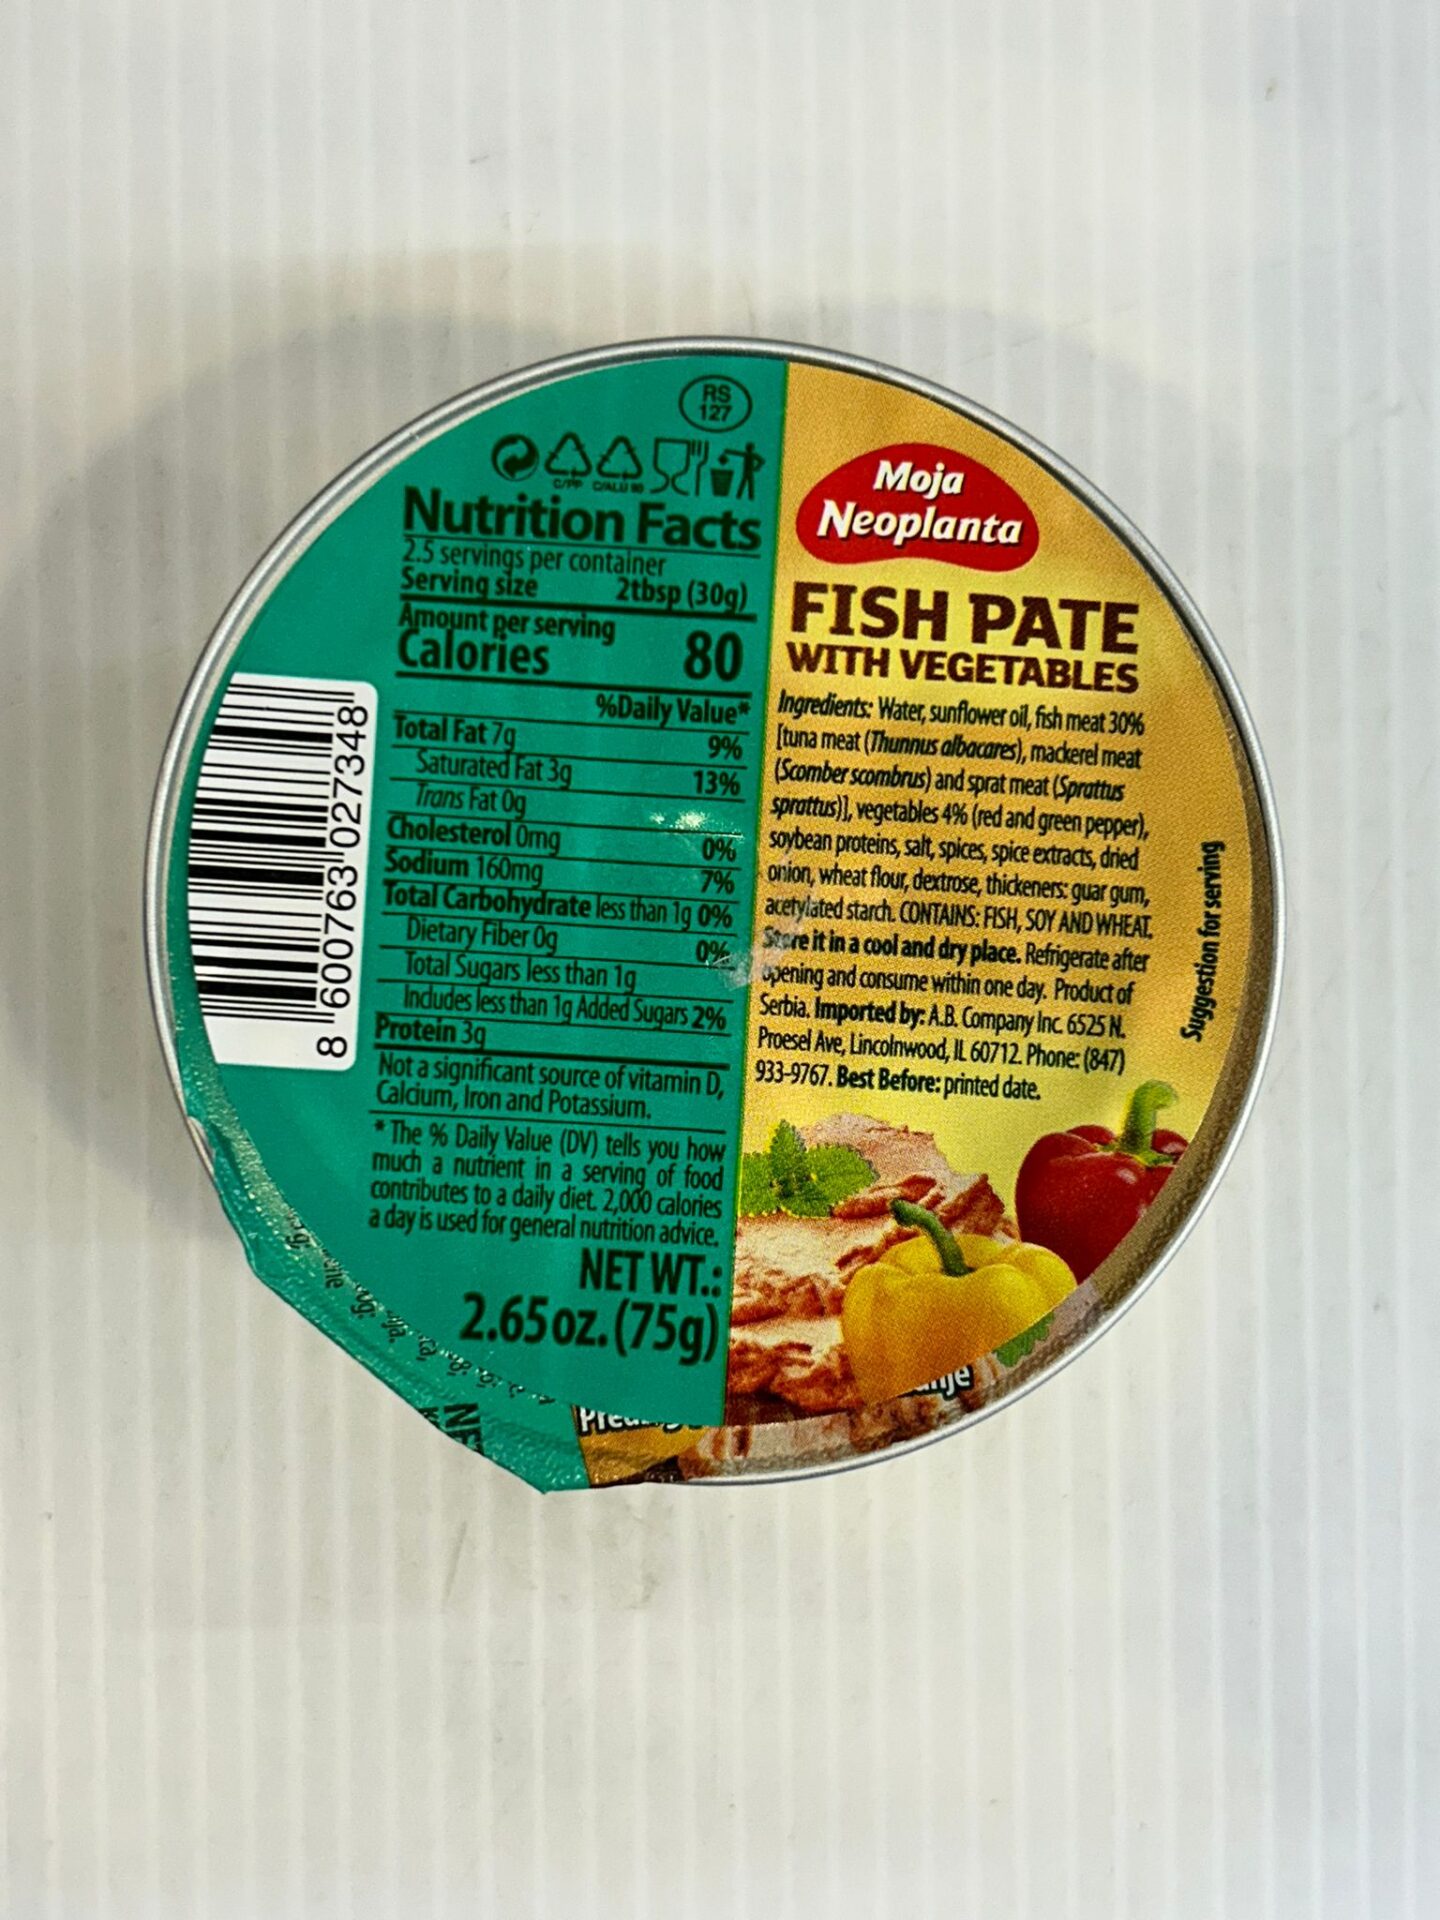 RS
127
C/PP C/ALU 90
Nutrition Facts
2.5 servings per container
Serving size 2tbsp (30g)
Amount per serving
Calories 80
%Daily Value*
Total Fat 7g 9%
Saturated Fat 3g 13%
Trans Fat 0g
Cholesterol 0mg 0%
Sodium 160mg 7%
Total Carbohydrate less than 1g 0%
Dietary Fiber 0g 0%
Total Sugars less than 1g
Includes less than 1g Added Sugars 2%
Protein 3g
Not a significant source of vitamin D,
Calcium, Iron and Potassium.
* The % Daily Value (DV) tells you how
much a nutrient in a serving of food
contributes to a daily diet. 2,000 calories
a day is used for general nutrition advice.
NET WT.:
2.65oz. (75g)
8 600763 027348
Moja
Neoplanta
FISH PATE
WITH VEGETABLES
Ingredients: Water, sunflower oil, fish meat 30%
[tuna meat (Thunnus albacares), mackerel meat
(Scomber scombrus) and sprat meat (Sprattus
sprattus)], vegetables 4% (red and green pepper),
soybean proteins, salt, spices, spice extracts, dried
onion, wheat flour, dextrose, thickeners: guar gum,
acetylated starch. CONTAINS: FISH, SOY AND WHEAT.
Store it in a cool and dry place. Refrigerate after
opening and consume within one day. Product of
Serbia. Imported by: A.B. Company Inc. 6525 N.
Proesel Ave, Lincolnwood, IL 60712. Phone: (847)
933-9767. Best Before: printed date.
Suggestion for serving